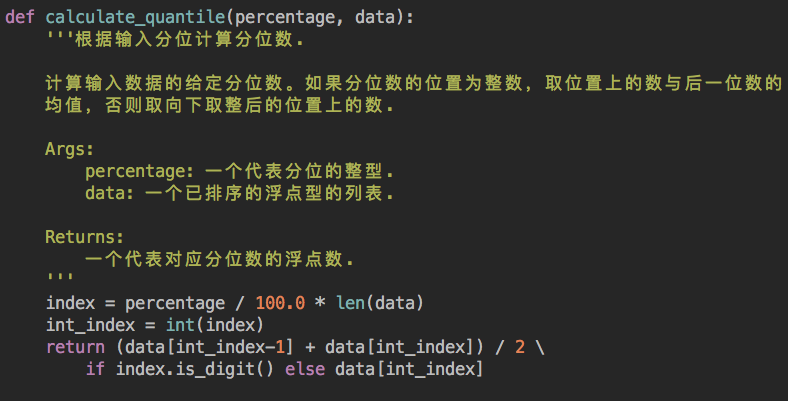 def calculate_quantile(percentage, data):
    '''根据输入分位计算分位数.

    计算输入数据的给定分位数。如果分位数的位置为整数, 取位置上的数与后一位数的
    均值, 否则取向下取整后的位置上的数.

    Args:
        percentage: 一个代表分位的整型.
        data: 一个已排序的浮点型的列表.

    Returns:
        一个代表对应分位数的浮点数.
    '''
    index = percentage / 100.0 * len(data)
    int_index = int(index)
    return (data[int_index-1] + data[int_index]) / 2 \
        if index.is_digit() else data[int_index]